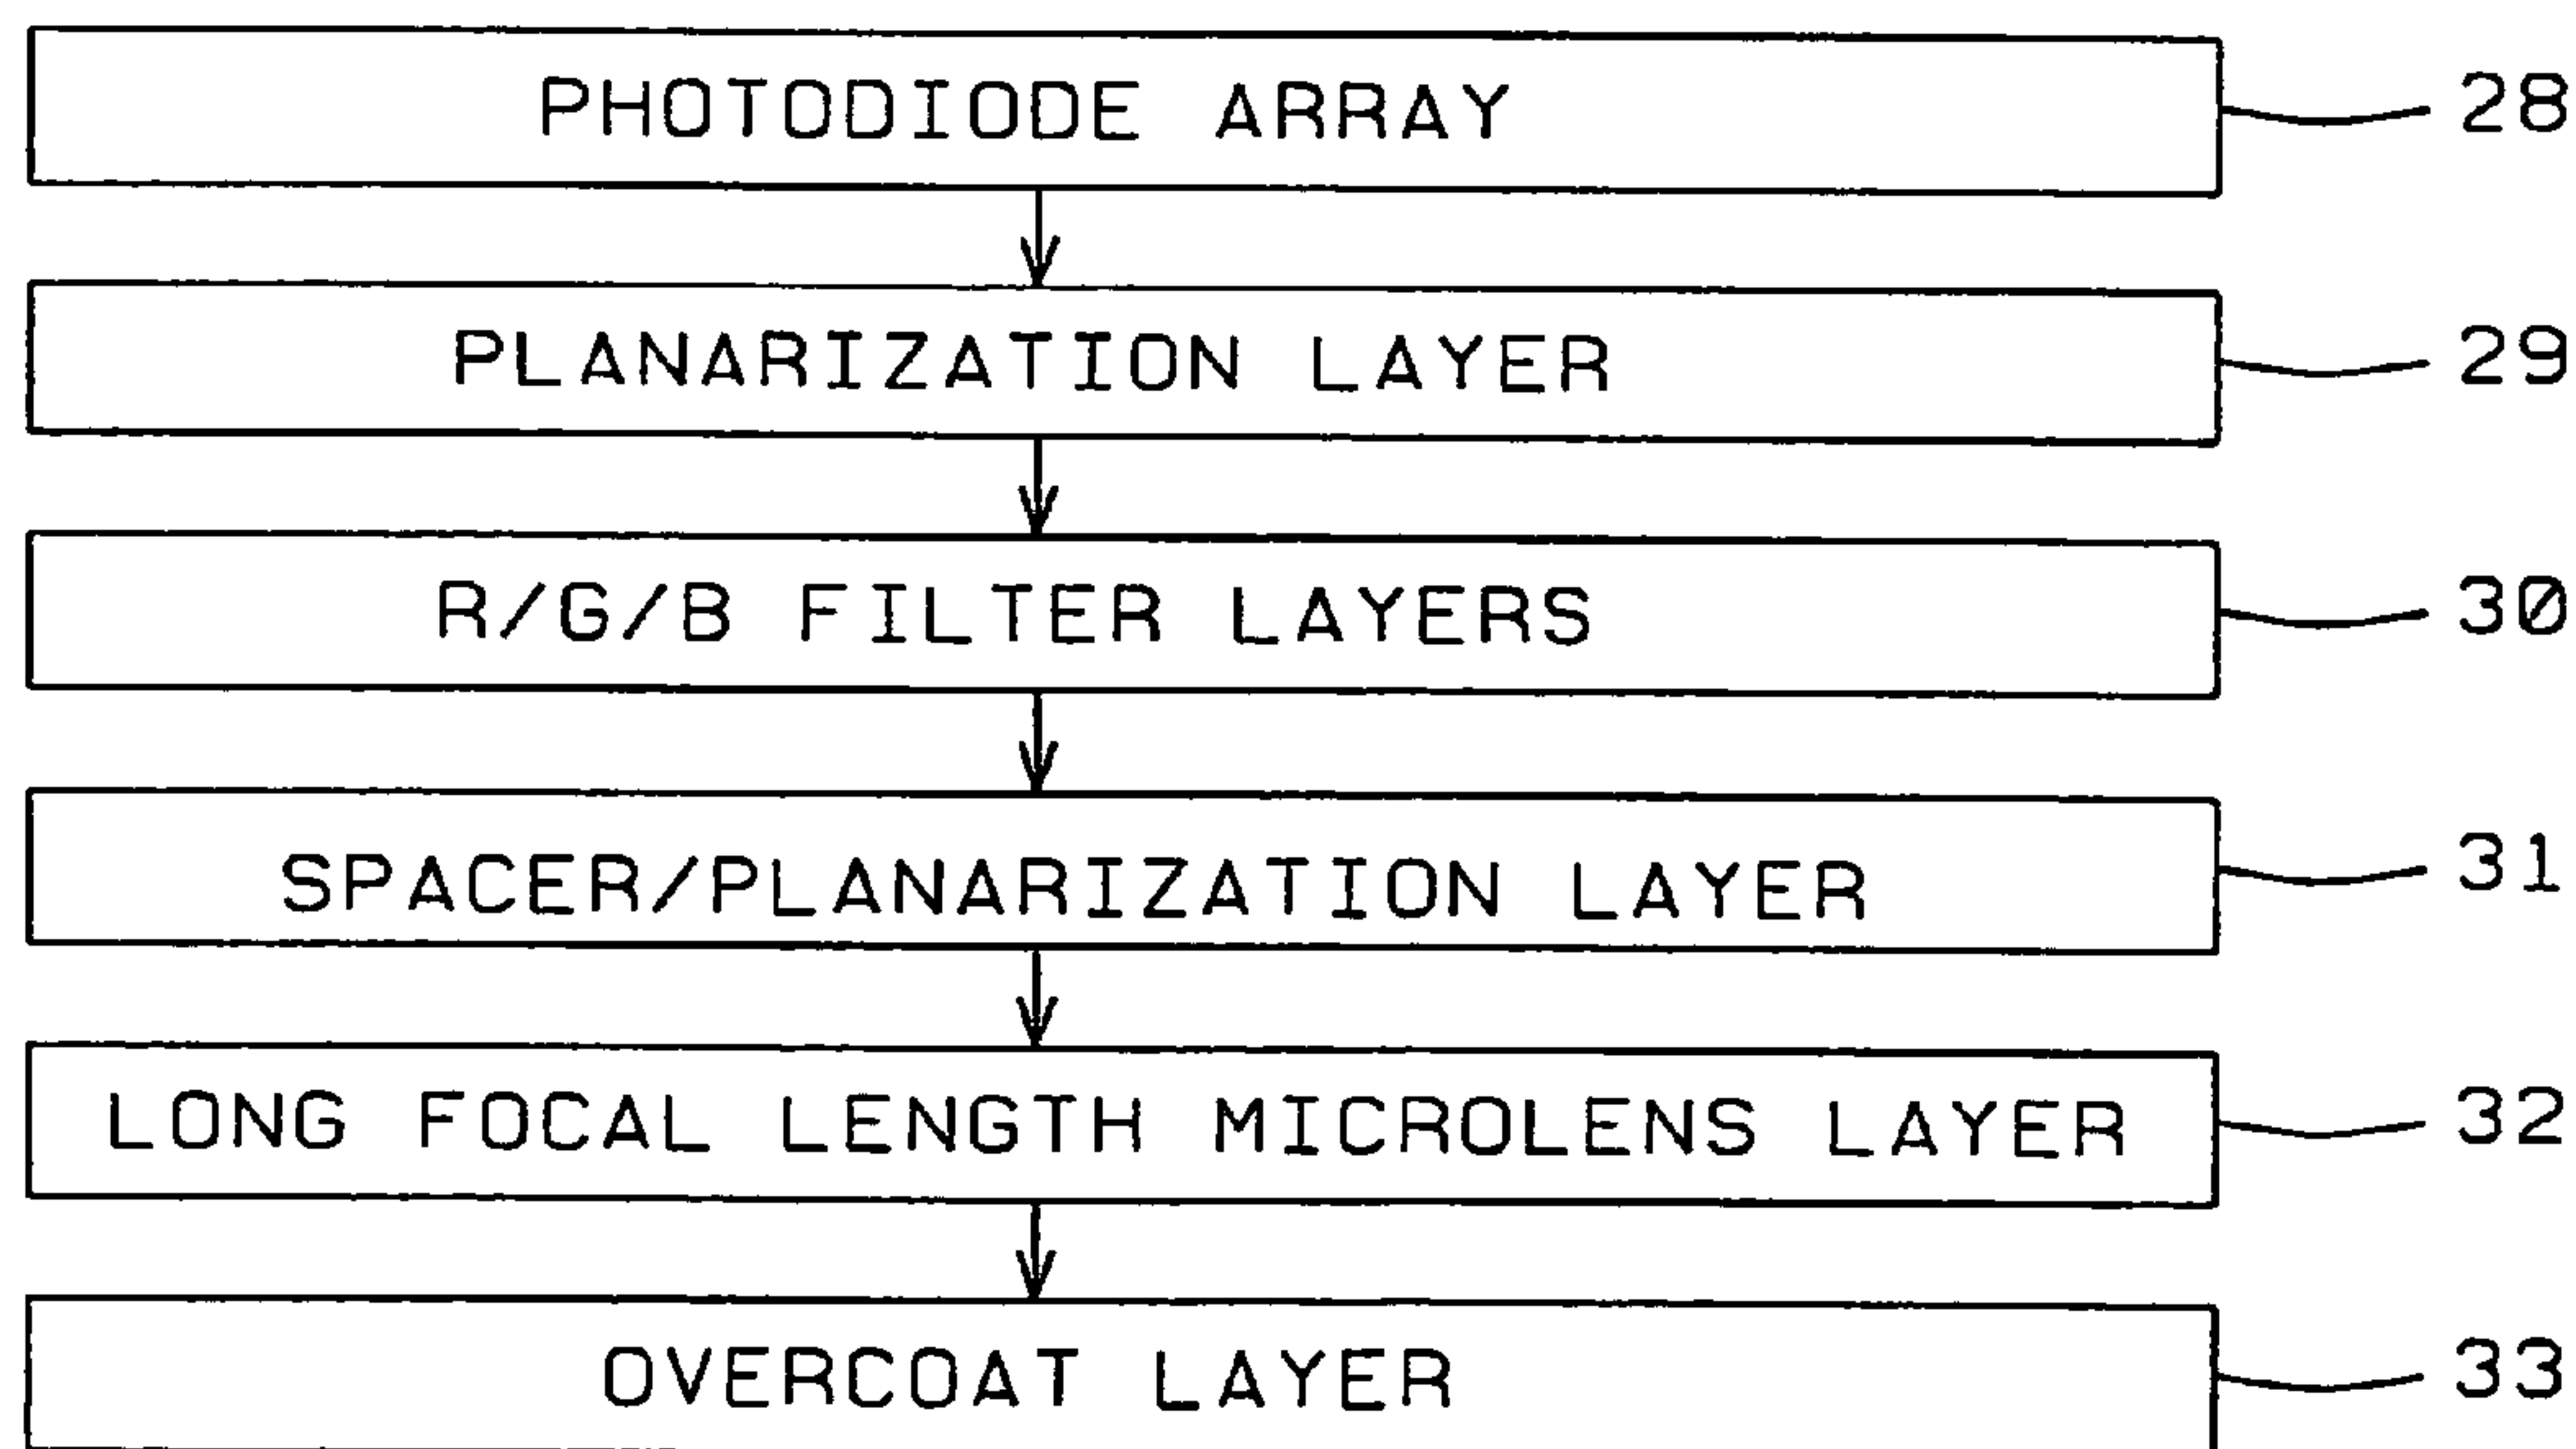 PHOTODIODE ARRAY 28
PLANARIZATION LAYER 29
R/G/B FILTER LAYERS 30
SPACER/PLANARIZATION LAYER 31
LONG FOCAL LENGTH MICROLENS LAYER 32
OVERCOAT LAYER 33